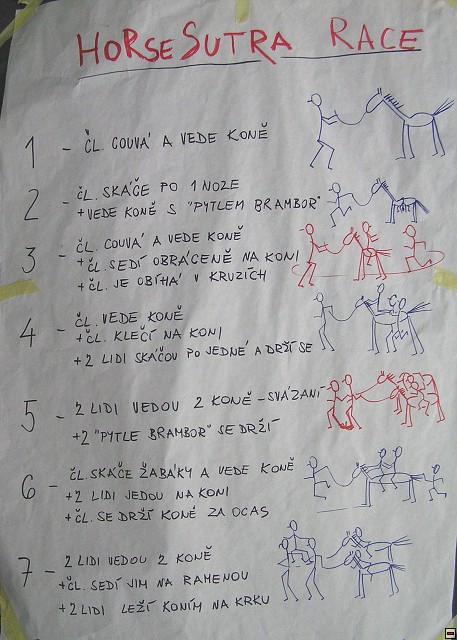 HORSESUTRA RACE
1 - ČL. COUVÁ A VEDE KONĚ
2 - ČL. SKÁČE PO 1 NOZE
+ VEDE KONĚ S "PYTLEM BRAMBOR"
3 - ČL. COUVÁ A VEDE KONĚ
+ ČL. SEDÍ OBRÁCENĚ NA KONI
+ ČL. JE OBÍHÁ V KRUZÍCH
4 - ČL. VEDE KONĚ
+ ČL. KLEČÍ NA KONI
+ 2 LIDI SKÁČOU PO JEDNÉ A DRŽÍ SE
5 - 2 LIDI VEDOU 2 KONĚ - SVÁZANÍ
+ 2 "PYTLE BRAMBOR" SE DRŽÍ
6 - ČL. SKÁČE ŽABÁKY A VEDE KONĚ
+ 2 LIDI JEDOU NA KONI
+ ČL. SE DRŽÍ KONĚ ZA OCAS
7 - 2 LIDI VEDOU 2 KONĚ
+ ČL. SEDÍ JIM NA RAMENOU
+ 2 LIDI LEŽÍ KONÍM NA KRKU